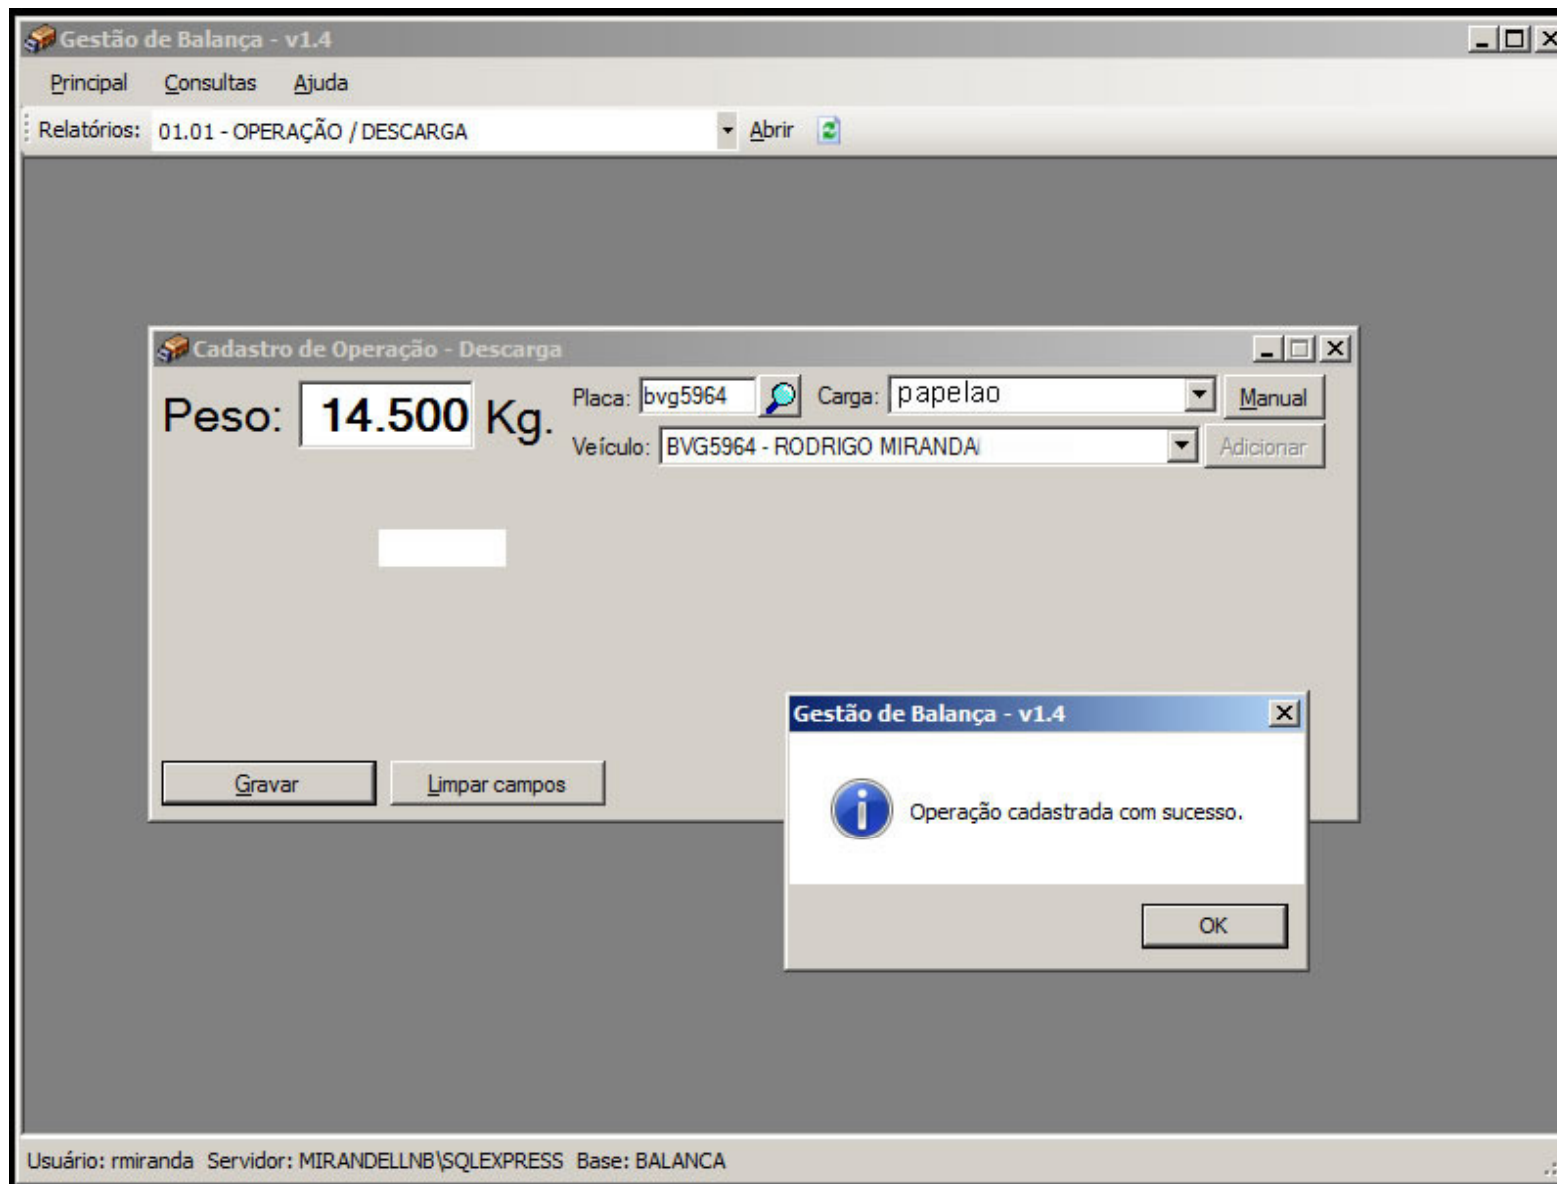 Gestão de Balança - v1.4
Principal Consultas Ajuda
Relatórios: 01.01 - OPERAÇÃO / DESCARGA Abrir
Cadastro de Operação - Descarga
Peso: 14.500 Kg.
Placa: bvg5964 Carga: papelao Manual
Veículo: BVG5964 - RODRIGO MIRANDA Adicionar
Gestão de Balança - v1.4
Operação cadastrada com sucesso.
Gravar Limpar campos
OK
Usuário: rmiranda Servidor: MIRANDELLNB\SQLEXPRESS Base: BALANCA